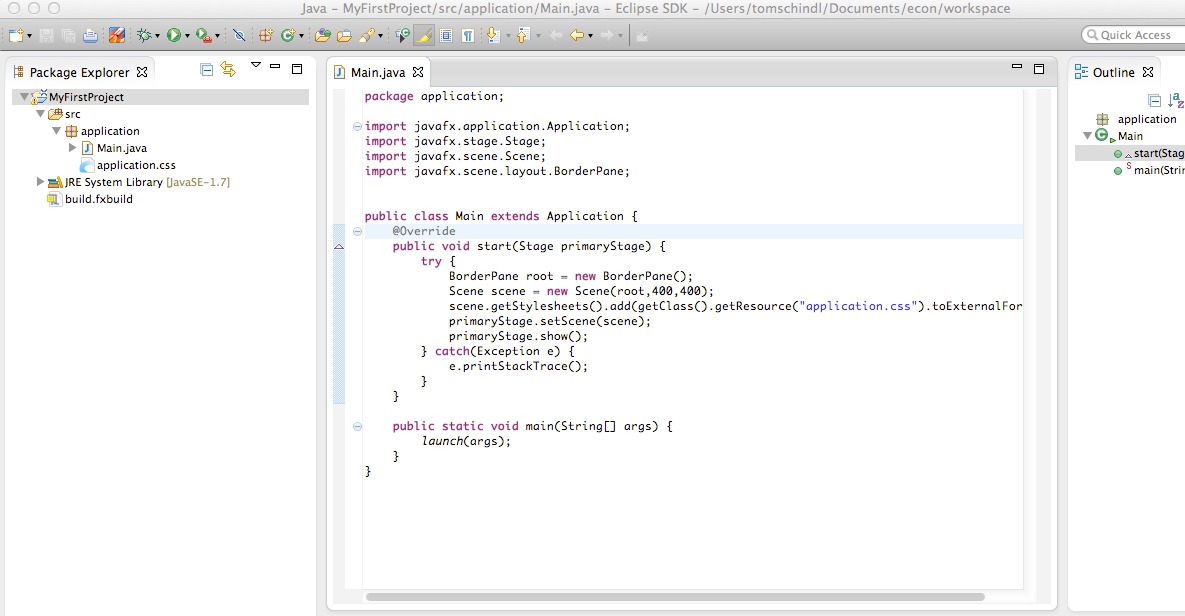 Java – MyFirstProject/src/application/Main.java – Eclipse SDK – /Users/tomschindl/Documents/econ/workspace
Quick Access
Package Explorer
MyFirstProject
src
application
Main.java
application.css
JRE System Library [JavaSE-1.7]
build.fxbuild
Main.java
package application;
import javafx.application.Application;
import javafx.stage.Stage;
import javafx.scene.Scene;
import javafx.scene.layout.BorderPane;
public class Main extends Application {
@Override
public void start(Stage primaryStage) {
try {
BorderPane root = new BorderPane();
Scene scene = new Scene(root,400,400);
scene.getStylesheets().add(getClass().getResource("application.css").toExternalFor
primaryStage.setScene(scene);
primaryStage.show();
} catch(Exception e) {
e.printStackTrace();
}
}
public static void main(String[] args) {
launch(args);
}
}
Outline
application
Main
start(Stag
main(Strin